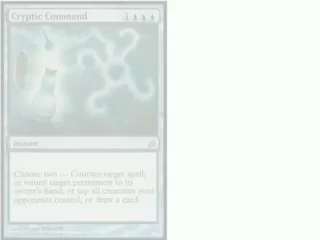 Cryptic Command
Instant
Choose two — Counter target spell;
or return target permanent to its
owner's hand; or tap all creatures your
opponents control; or draw a card.